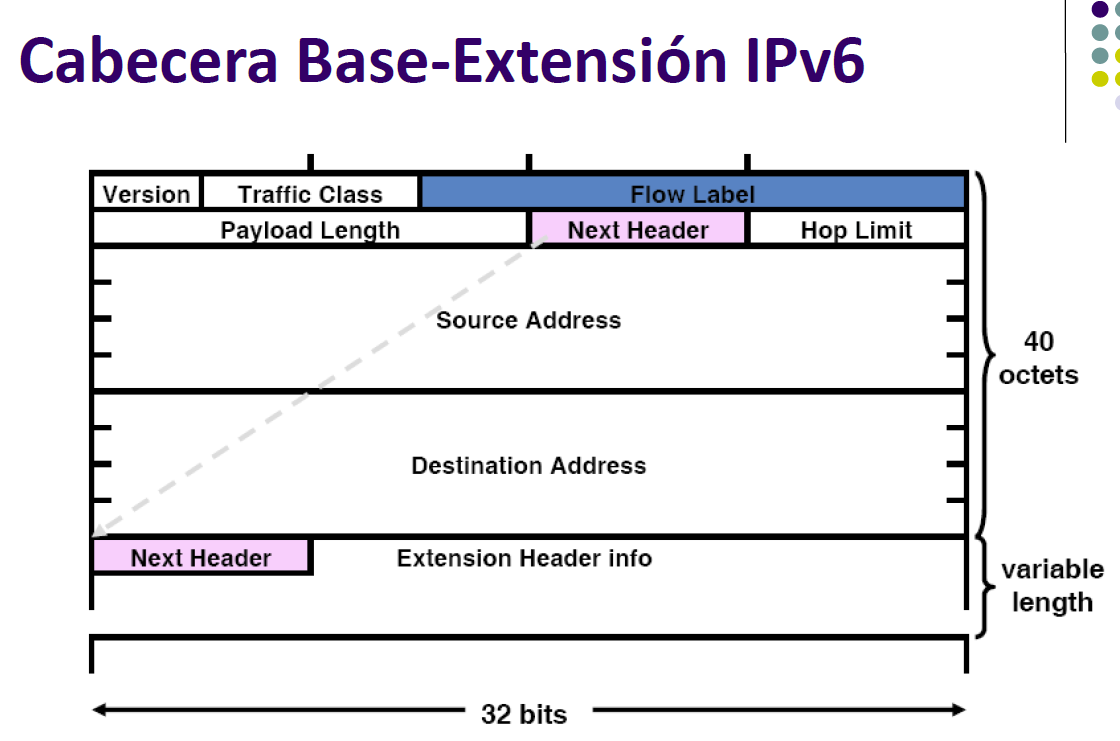 Cabecera Base-Extensión IPv6
Version Traffic Class Flow Label
Payload Length Next Header Hop Limit
Source Address
40
octets
Destination Address
Next Header Extension Header info
variable
length
32 bits